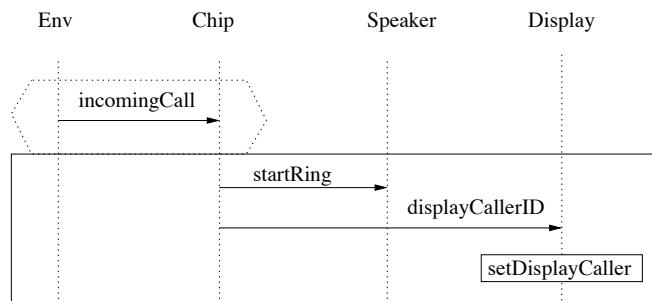 Env Chip Speaker Display
incomingCall
startRing
displayCallerID
setDisplayCaller